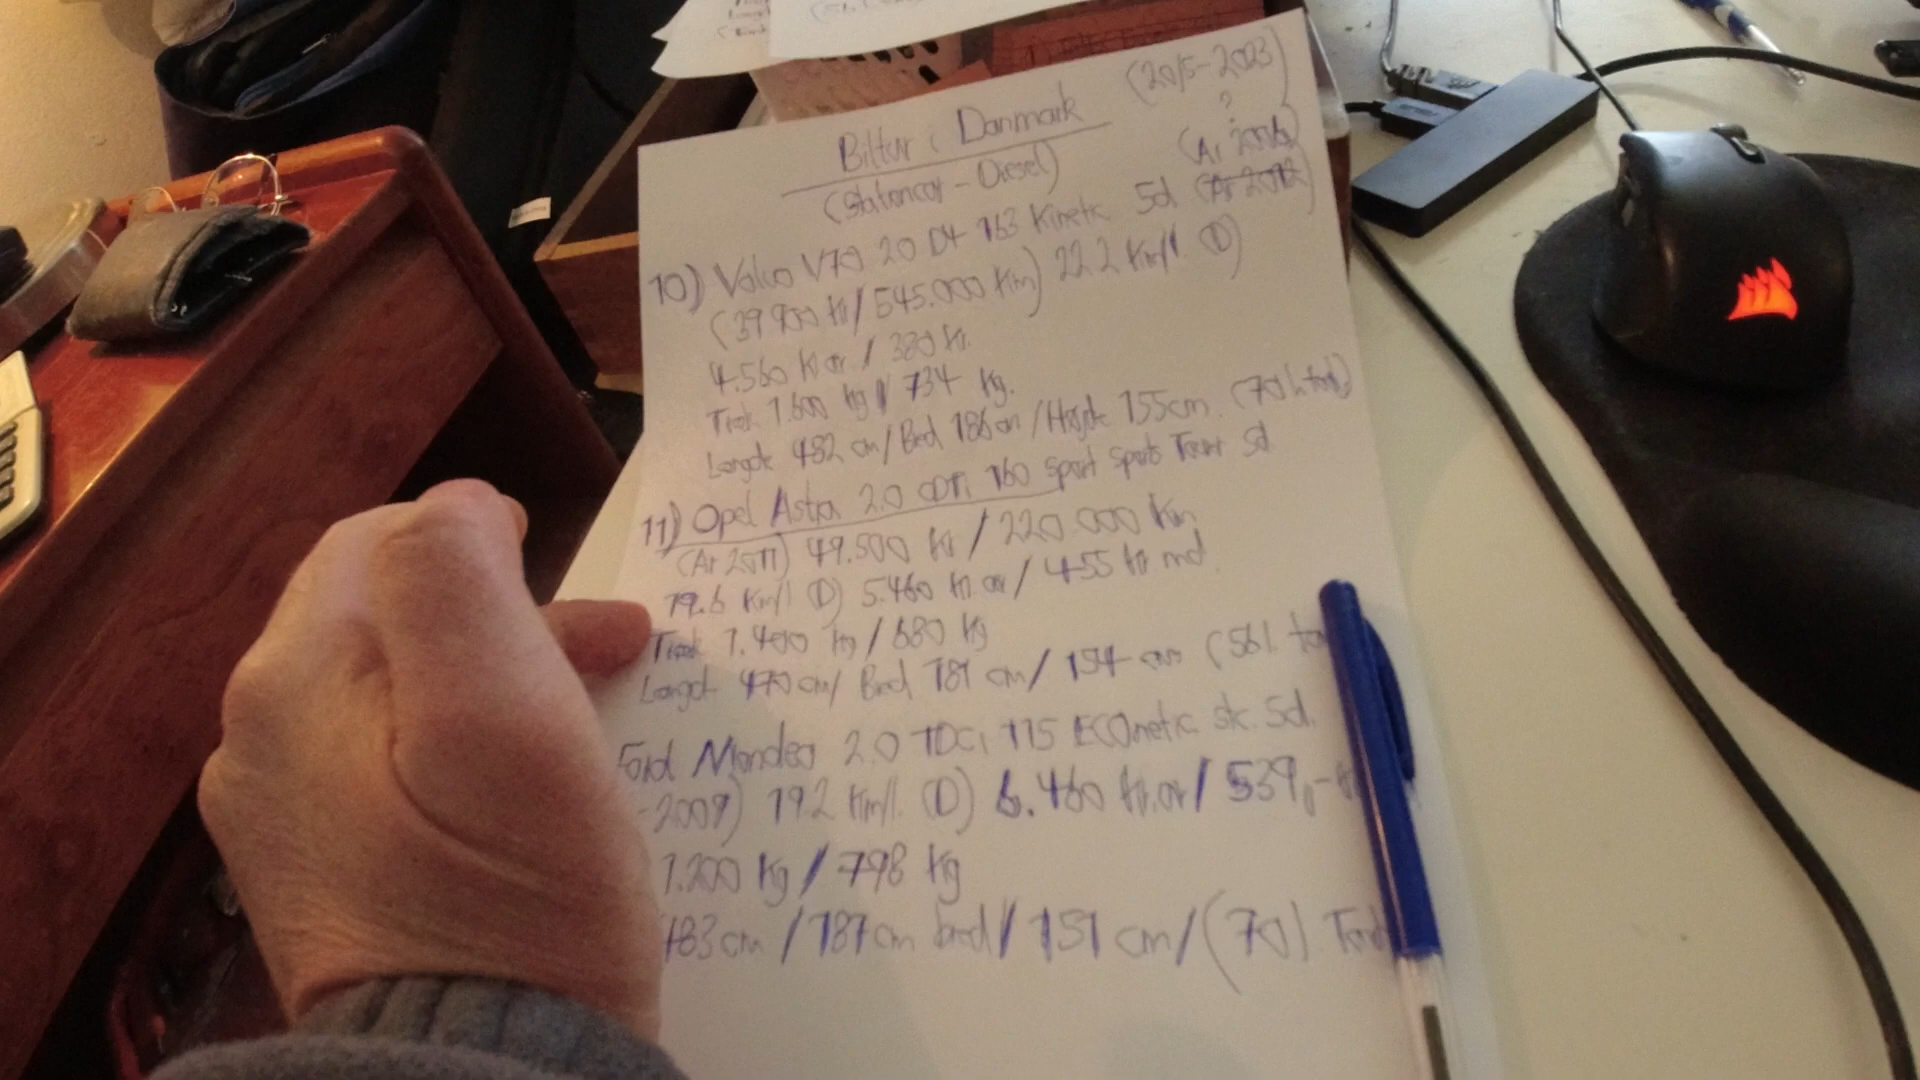 Biltur i Danmark (20/5-2023)
(Stationcar - Diesel) (År 2006)
10) Volvo V70 2.0 D4 163 Kinetic 5d (År 2012
(39.900 kr/ 545.000 Km) 22.2 Km/l (D)
4.560 kr år / 380 kr.
Træk 1.600 kg / 734 kg.
Længde 482 cm / Bred 186 cm / Højde 155 cm. (70 l. tank)
11) Opel Astra 2.0 CDTi 160 Sport Sports Tourer 5d
(År 2011) 49.500 kr / 220.000 Km
19.6 Km/l (D) 5.460 kr. år / 455 kr md.
Træk 1.400 kg / 680 kg
Længde 470 cm/ Bred 181 cm / 154 cm (56 l.
Ford Mondeo 2.0 TDCi 115 ECOnetic stc. 5d.
-2009) 19.2 Km/l. (D) 6.460 kr. år / 539,-
1.200 kg / 798 kg
483 cm / 187 cm bred / 151 cm / (70)